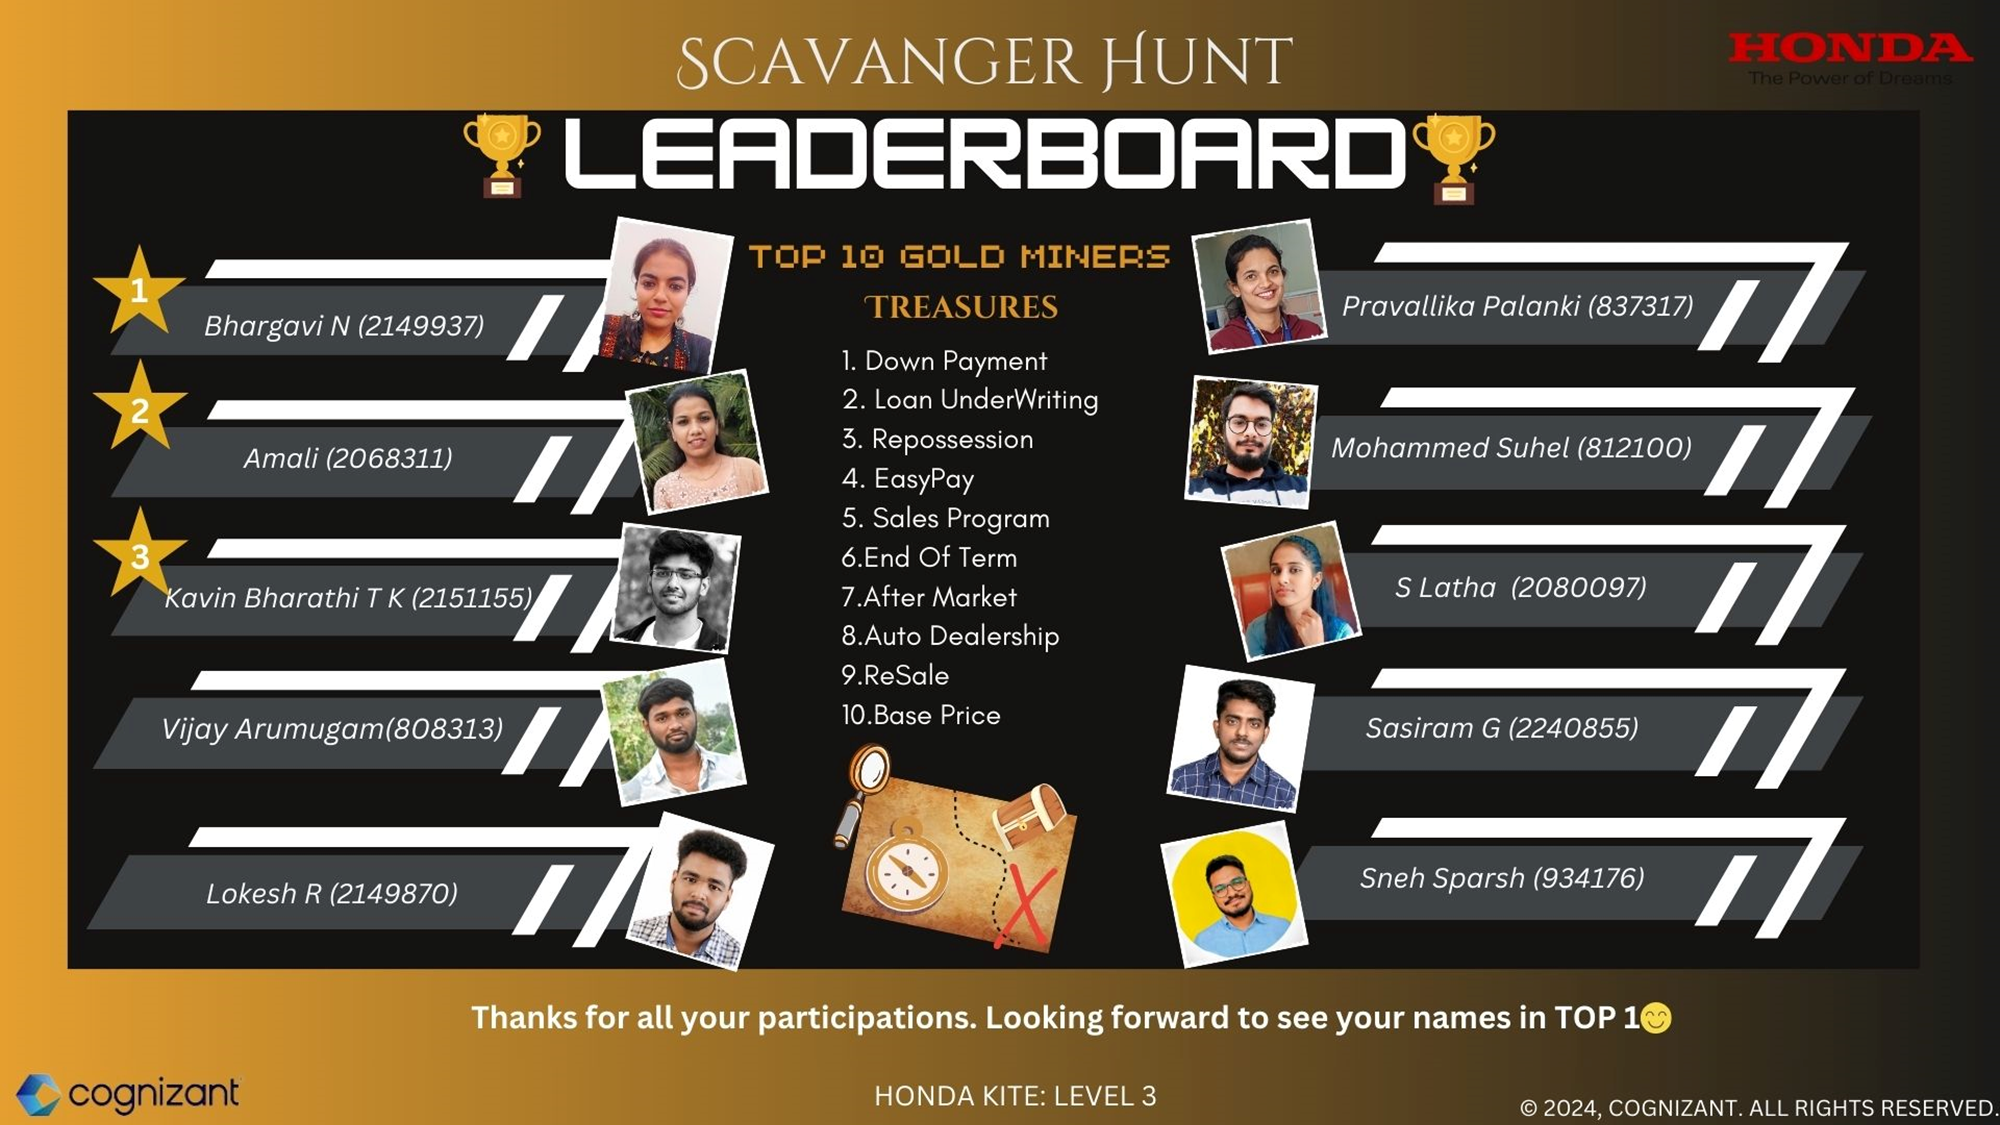 SCAVANGER HUNT
HONDA
The Power of Dreams
LEADERBOARD
TOP 10 GOLD MINERS
TREASURES
1. Down Payment
2. Loan UnderWriting
3. Repossession
4. EasyPay
5. Sales Program
6.End Of Term
7.After Market
8.Auto Dealership
9.ReSale
10.Base Price
1
Bhargavi N (2149937)
2
Amali (2068311)
3
Kavin Bharathi T K (2151155)
Vijay Arumugam(808313)
Lokesh R (2149870)
Pravallika Palanki (837317)
Mohammed Suhel (812100)
S Latha (2080097)
Sasiram G (2240855)
Sneh Sparsh (934176)
Thanks for all your participations. Looking forward to see your names in TOP 1😊
cognizant
HONDA KITE: LEVEL 3
© 2024, COGNIZANT. ALL RIGHTS RESERVED.